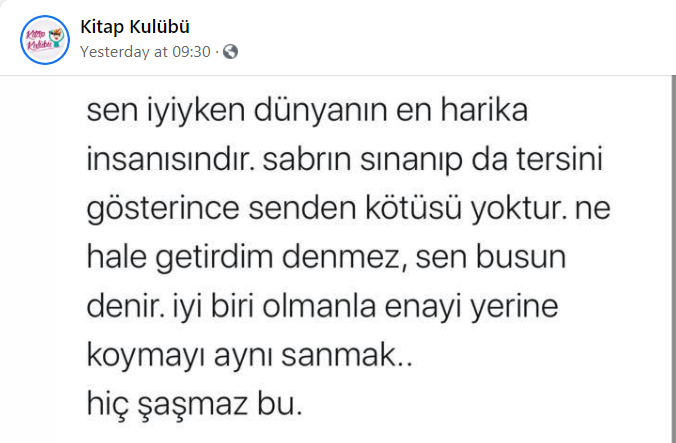 Kitap Kulübü
Kitap
Kulübü
Yesterday at 09:30 ·
sen iyiyken dünyanın en harika
insanısındır. sabrın sınanıp da tersini
gösterince senden kötüsü yoktur. ne
hale getirdim denmez, sen busun
denir. iyi biri olmanla enayi yerine
koymayı aynı sanmak..
hiç şaşmaz bu.